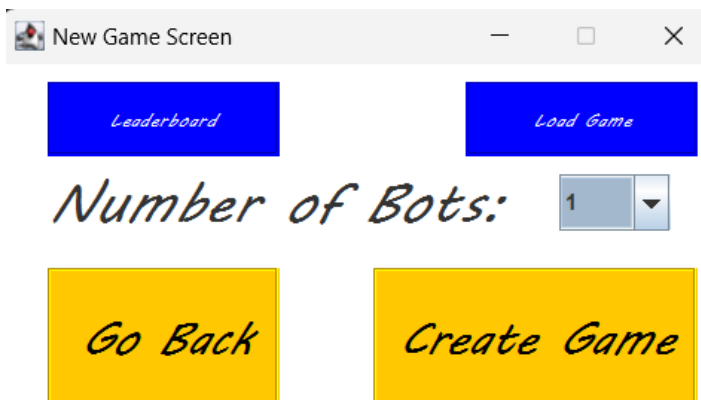 New Game Screen
Leaderboard Load Game
Number of Bots: 1
Go Back Create Game